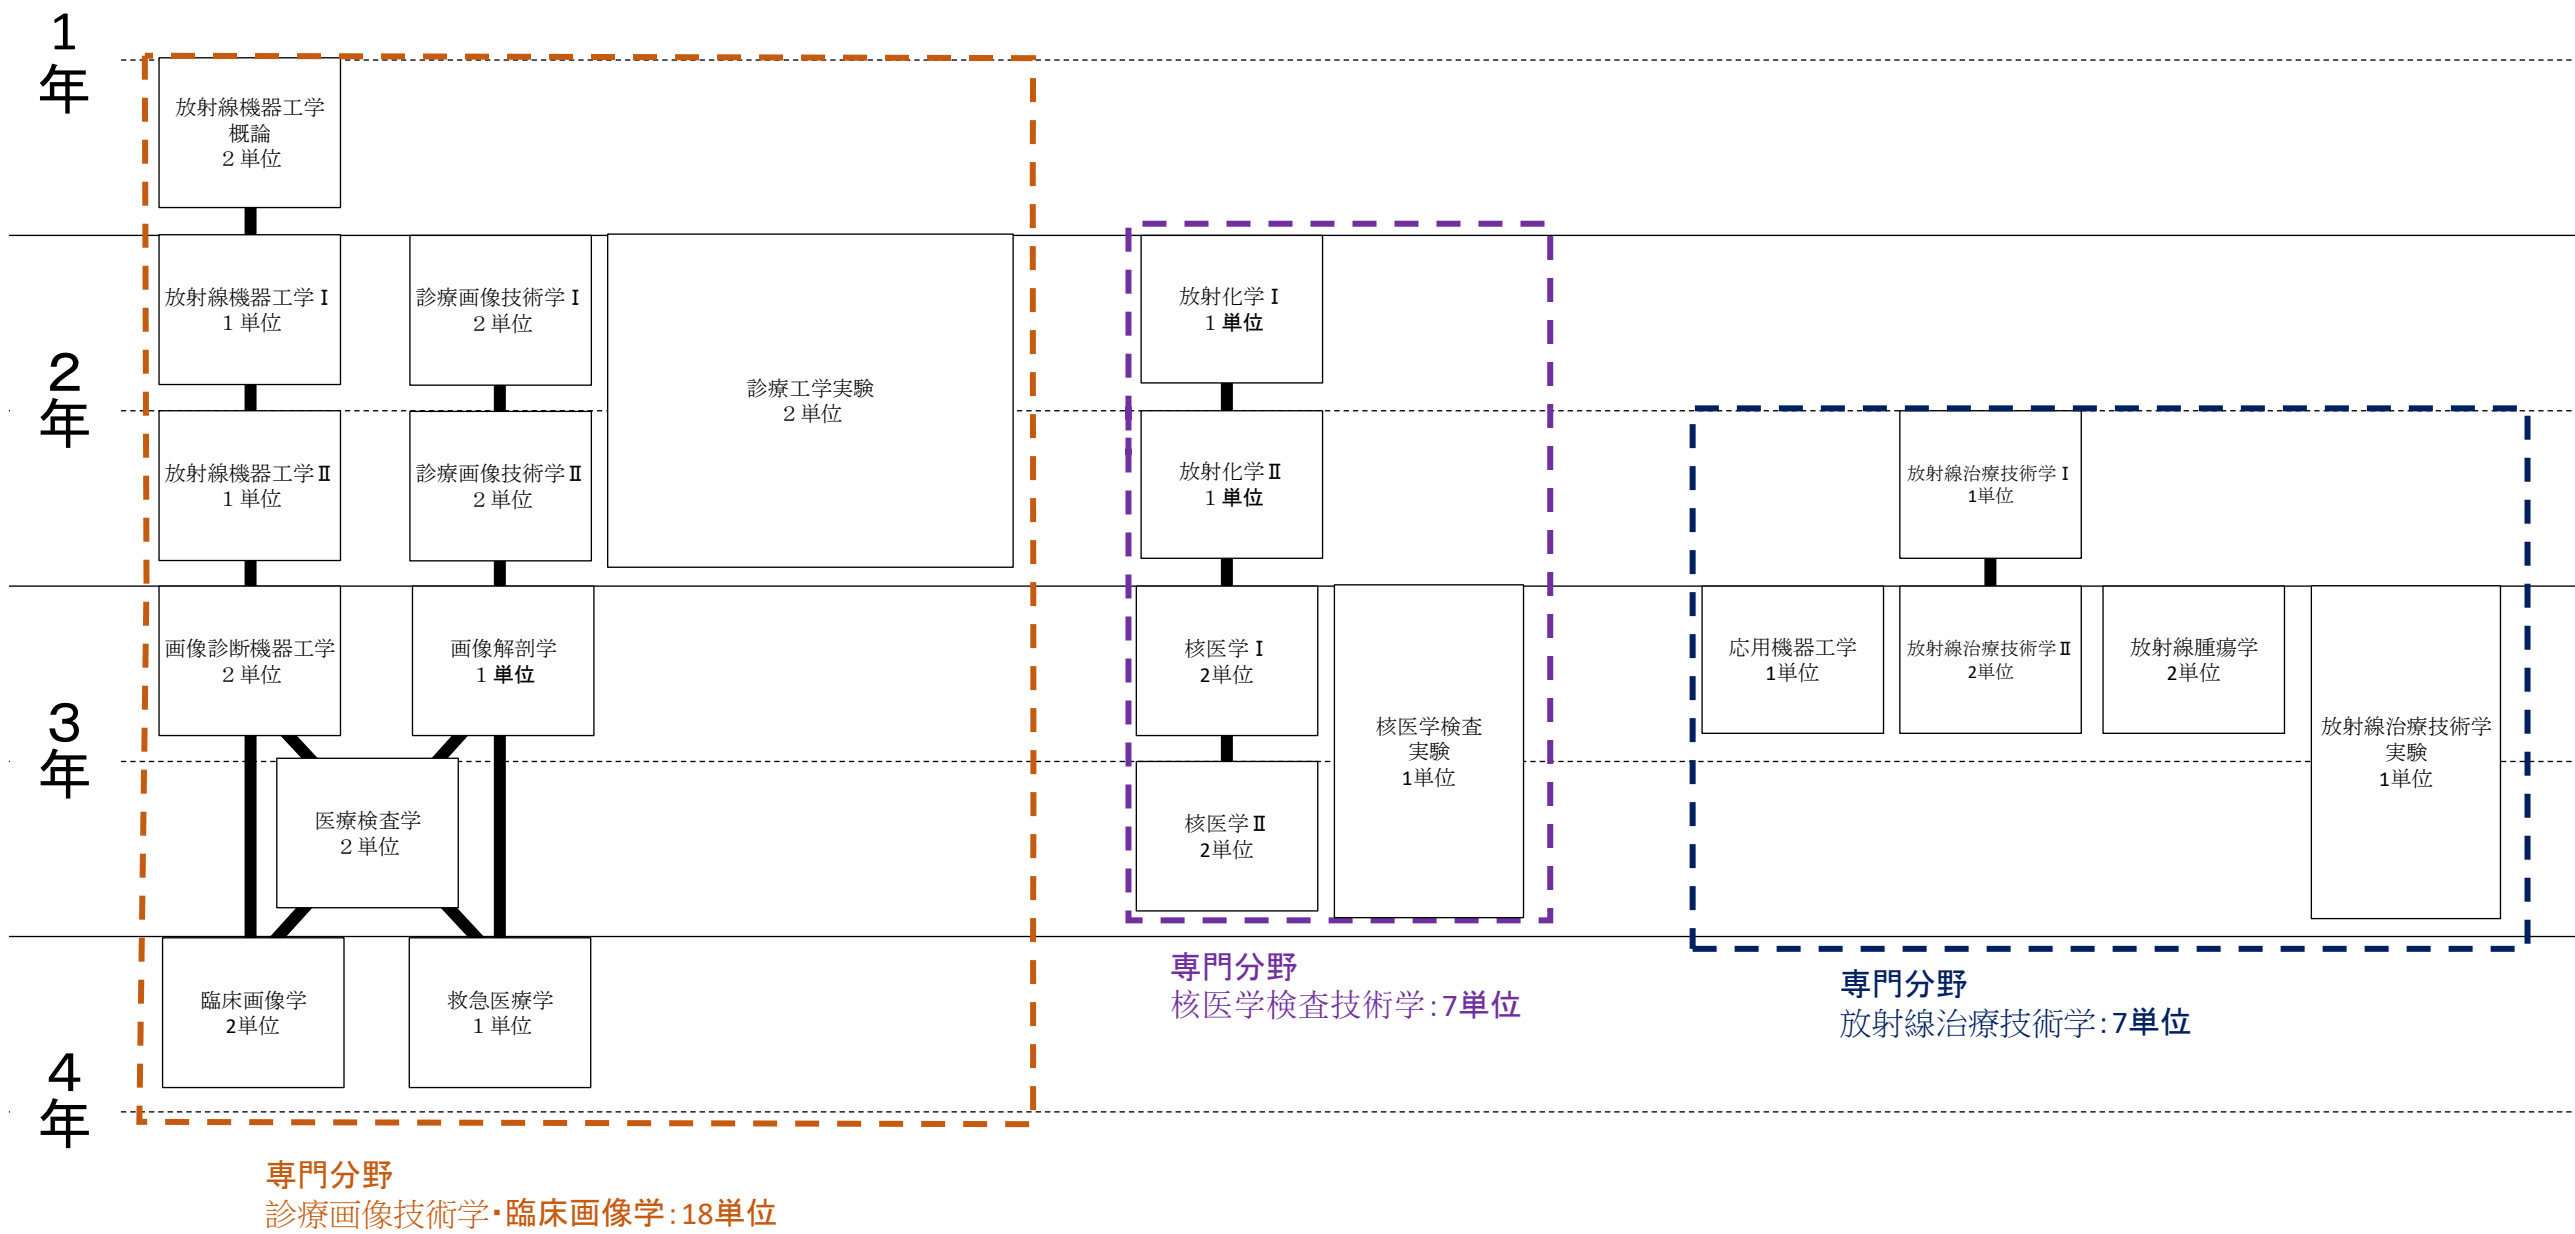 1
年
放射線機器工学
概論
２単位
2
年
放射線機器工学Ⅰ
１単位
診療画像技術学Ⅰ
２単位
診療工学実験
２単位
放射化学Ⅰ
１単位
放射線機器工学Ⅱ
１単位
診療画像技術学Ⅱ
２単位
放射化学Ⅱ
１単位
放射線治療技術学Ⅰ
1単位
3
年
画像診断機器工学
２単位
画像解剖学
１単位
核医学Ⅰ
2単位
核医学検査
実験
1単位
応用機器工学
1単位
放射線治療技術学Ⅱ
2単位
放射線腫瘍学
2単位
放射線治療技術学
実験
1単位
医療検査学
２単位
核医学Ⅱ
2単位
4
年
臨床画像学
2単位
救急医療学
１単位
専門分野
核医学検査技術学：7単位
専門分野
放射線治療技術学：7単位
専門分野
診療画像技術学・臨床画像学：18単位